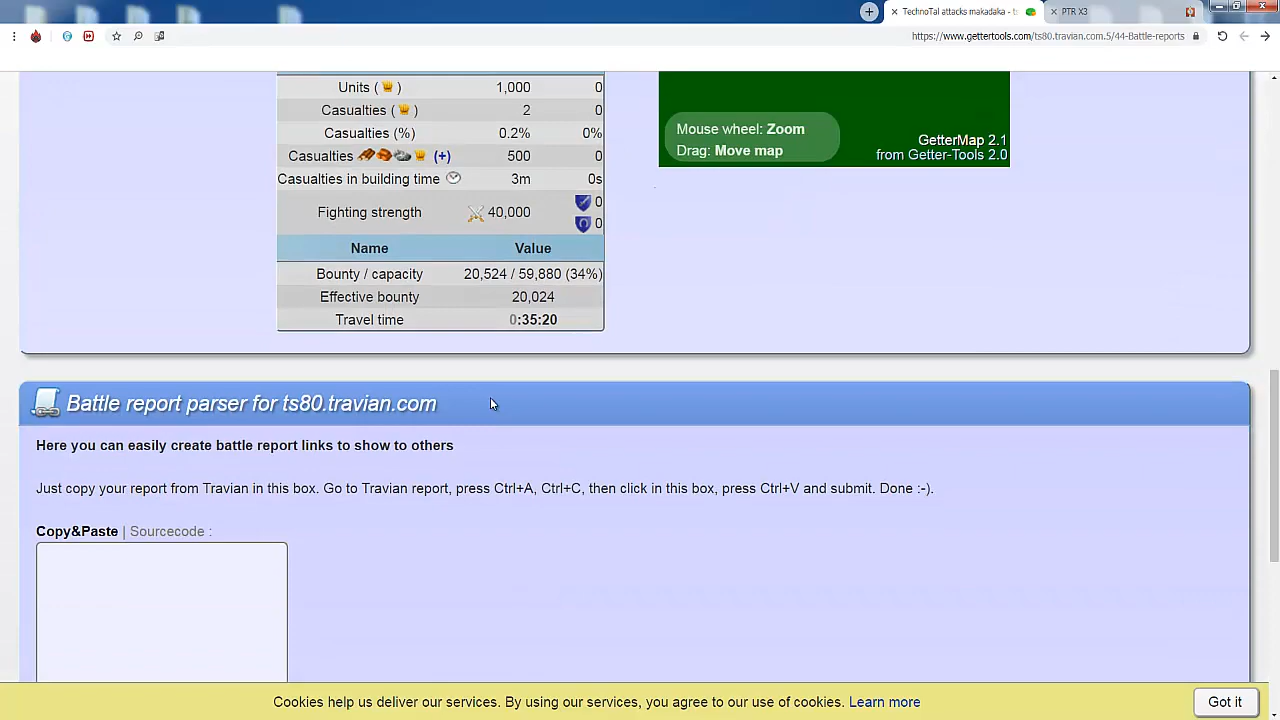 TechnoTal attacks makadaka - ts
PTR X3
https://www.gettertools.com/ts80.travian.com.5/44-Battle-reports
Units ( ) 1,000 0
Casualties ( ) 2 0
Casualties (%) 0.2% 0%
Casualties (+) 500 0
Casualties in building time 3m 0s
Fighting strength 40,000 0
0
Name Value
Bounty / capacity 20,524 / 59,880 (34%)
Effective bounty 20,024
Travel time 0:35:20
Mouse wheel: Zoom
Drag: Move map
GetterMap 2.1
from Getter-Tools 2.0
Battle report parser for ts80.travian.com
Here you can easily create battle report links to show to others
Just copy your report from Travian in this box. Go to Travian report, press Ctrl+A, Ctrl+C, then click in this box, press Ctrl+V and submit. Done :-).
Copy&Paste | Sourcecode :
Cookies help us deliver our services. By using our services, you agree to our use of cookies. Learn more
Got it